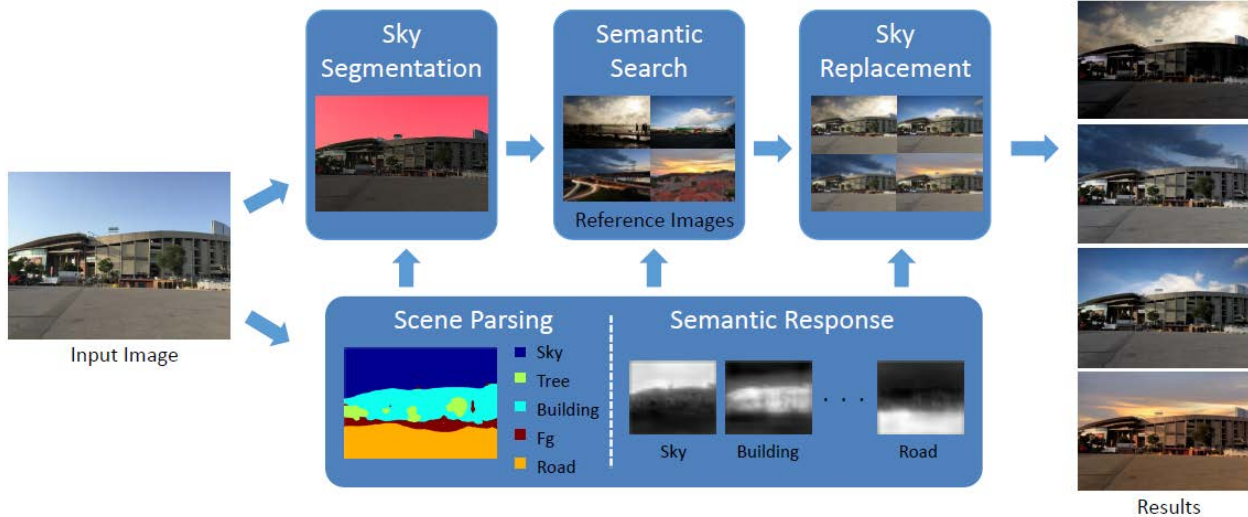 Sky
Segmentation
Semantic
Search
Reference Images
Sky
Replacement
Input Image
Scene Parsing
Sky
Tree
Building
Fg
Road
Semantic Response
Sky
Building
. . .
Road
Results